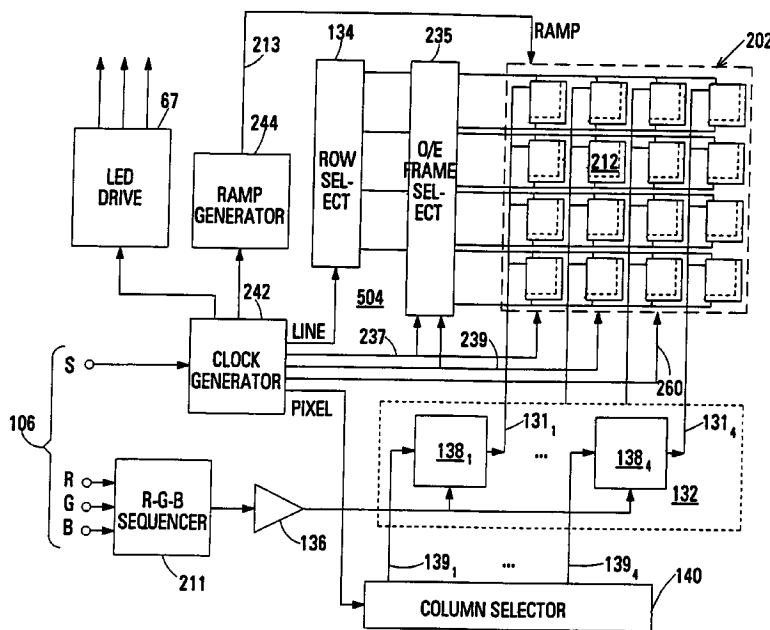 213
134
235
RAMP
202
67
244
LED
DRIVE
RAMP
GENERATOR
ROW
SEL-
ECT
O/E
FRAME
SELECT
212
242
504
LINE
237
239
260
S
CLOCK
GENERATOR
PIXEL
106
R
G
B
R-G-B
SEQUENCER
211
136
131₁
131₄
138₁
...
138₄
132
139₁
...
139₄
140
COLUMN SELECTOR